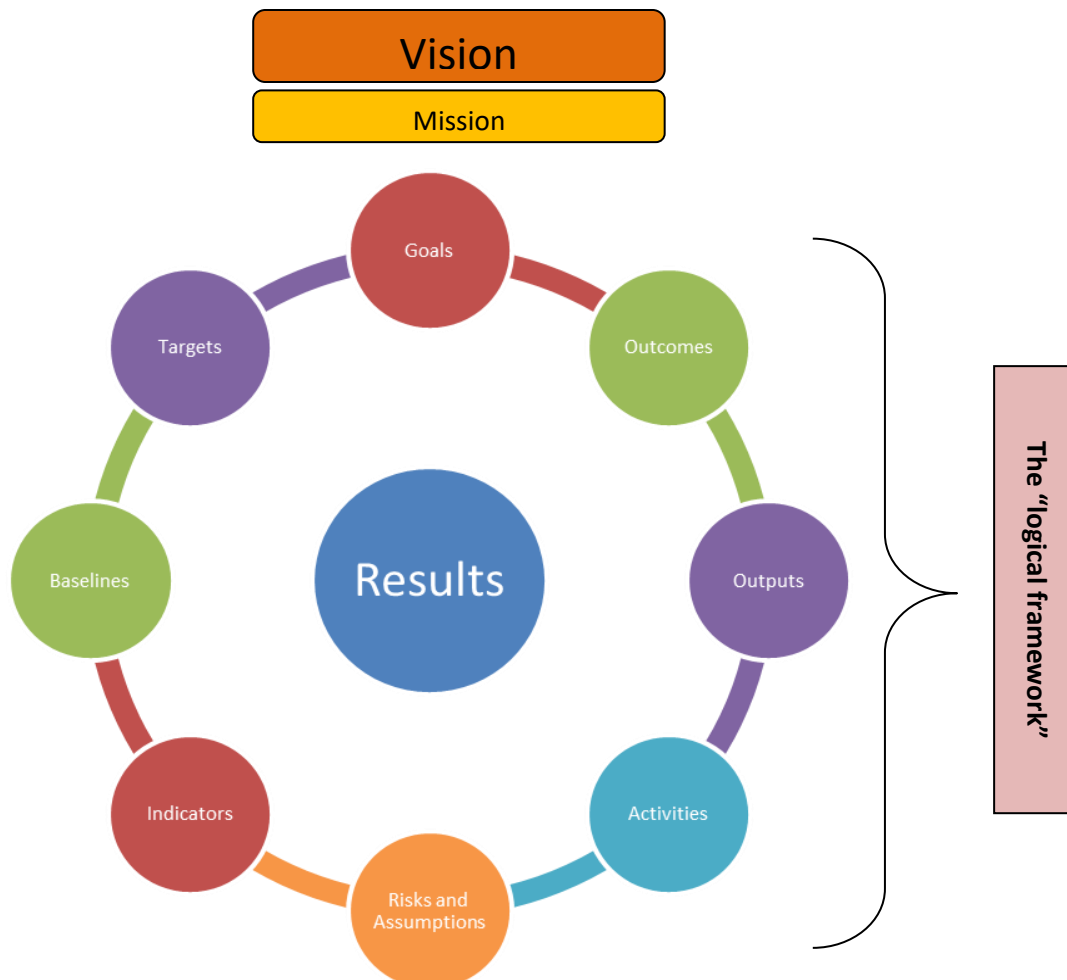 Vision
Mission
Goals
Outcomes
Outputs
Activities
Risks and
Assumptions
Indicators
Baselines
Targets
Results
The “logical framework”